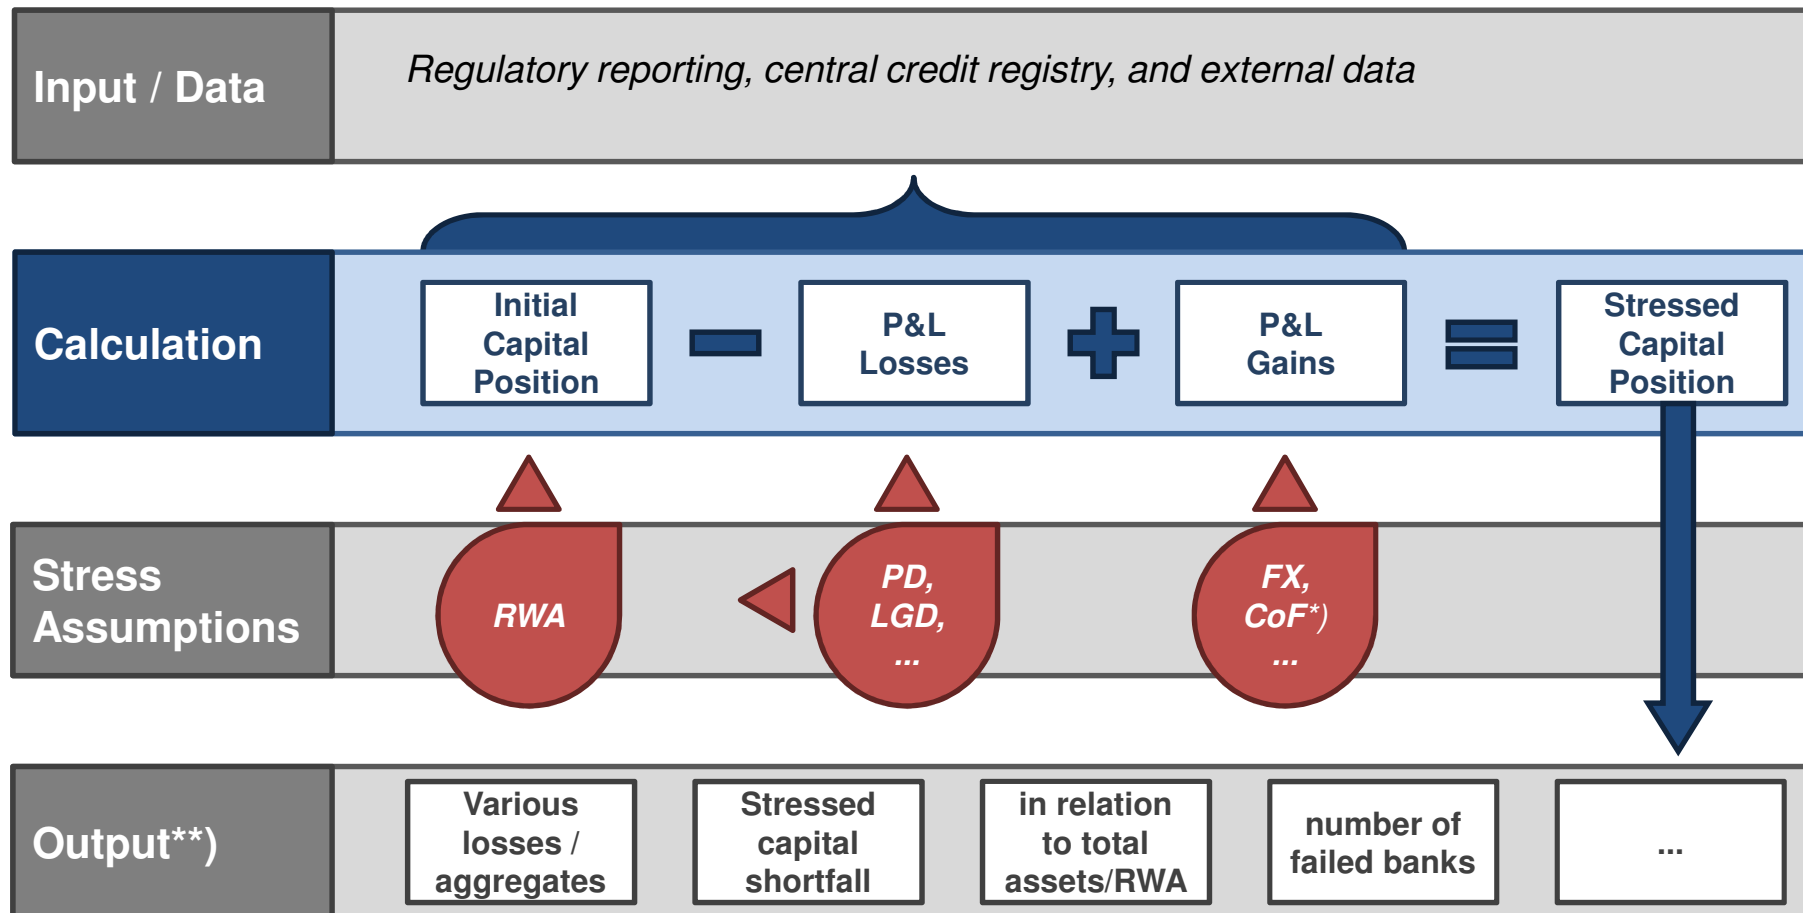 Input / Data
Regulatory reporting, central credit registry, and external data
Calculation
Initial
Capital
Position
P&L
Losses
P&L
Gains
Stressed
Capital
Position
Stress
Assumptions
RWA
PD,
LGD,
...
FX,
CoF*)
...
Output**)
Various
losses /
aggregates
Stressed
capital
shortfall
in relation
to total
assets/RWA
number of
failed banks
...